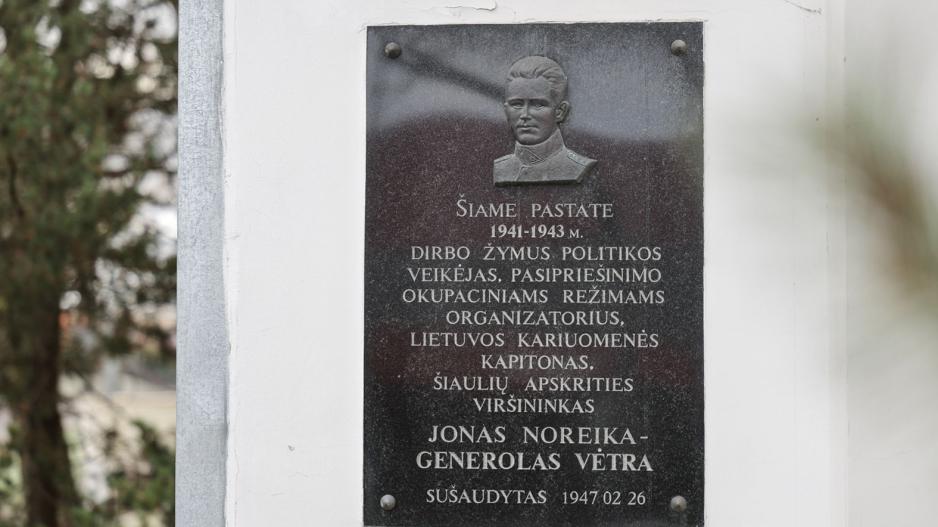 ŠIAME PASTATE
1941-1943 M.
DIRBO ŽYMUS POLITIKOS
VEIKĖJAS, PASIPRIEŠINIMO
OKUPACINIAMS REŽIMAMS
ORGANIZATORIUS,
LIETUVOS KARIUOMENĖS
KAPITONAS,
ŠIAULIŲ APSKRITIES
VIRŠININKAS
JONAS NOREIKA-
GENEROLAS VĖTRA
SUŠAUDYTAS 1947 02 26